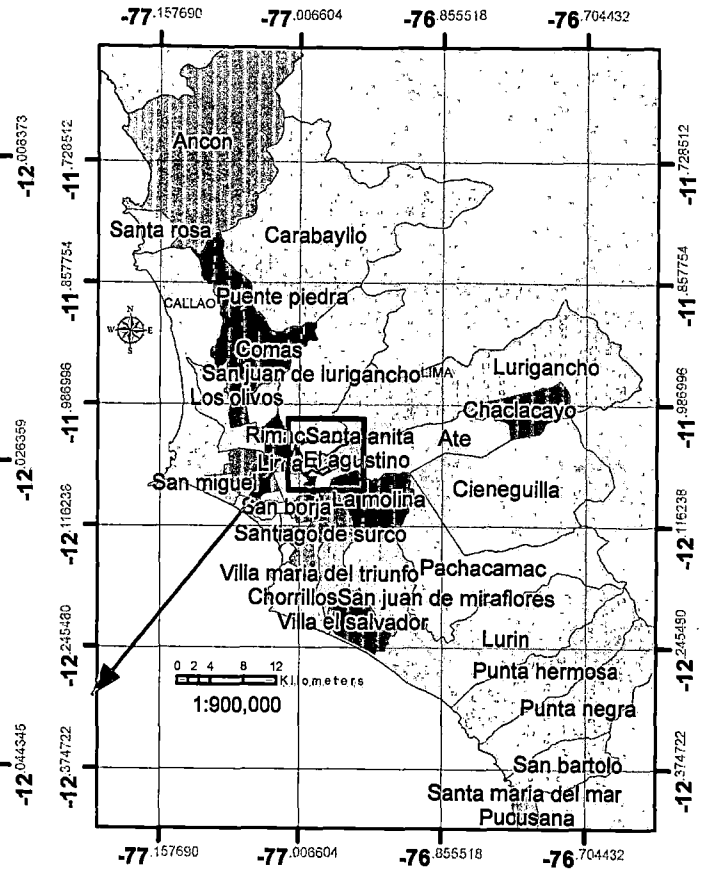 -77.157690 -77.006604 -76.855518 -76.704432
-12.008373
-11.728512
-11.728512
Ancon
Santa rosa
Carabayllo
-11.857754
-11.857754
CALLAO
Puente piedra
N
W E
S
Comas
San juan de lurigancho
LIMA
Lurigancho
Los olivos
-11.986996
-11.986996
Chaclacayo
Rimac
Santa anita
Ate
-12.026359
Lima
El agustino
San miguel
La molina
Cieneguilla
San borja
-12.116238
-12.116238
Santiago de surco
Villa maria del triunfo
Pachacamac
Chorrillos
San juan de miraflores
Villa el salvador
-12.245480
-12.245480
Lurin
0 2 4 8 12
Kilometers
1:900,000
Punta hermosa
Punta negra
-12.044345
-12.374722
-12.374722
San bartolo
Santa maria del mar
Pucusana
-77.157690 -77.006604 -76.855518 -76.704432